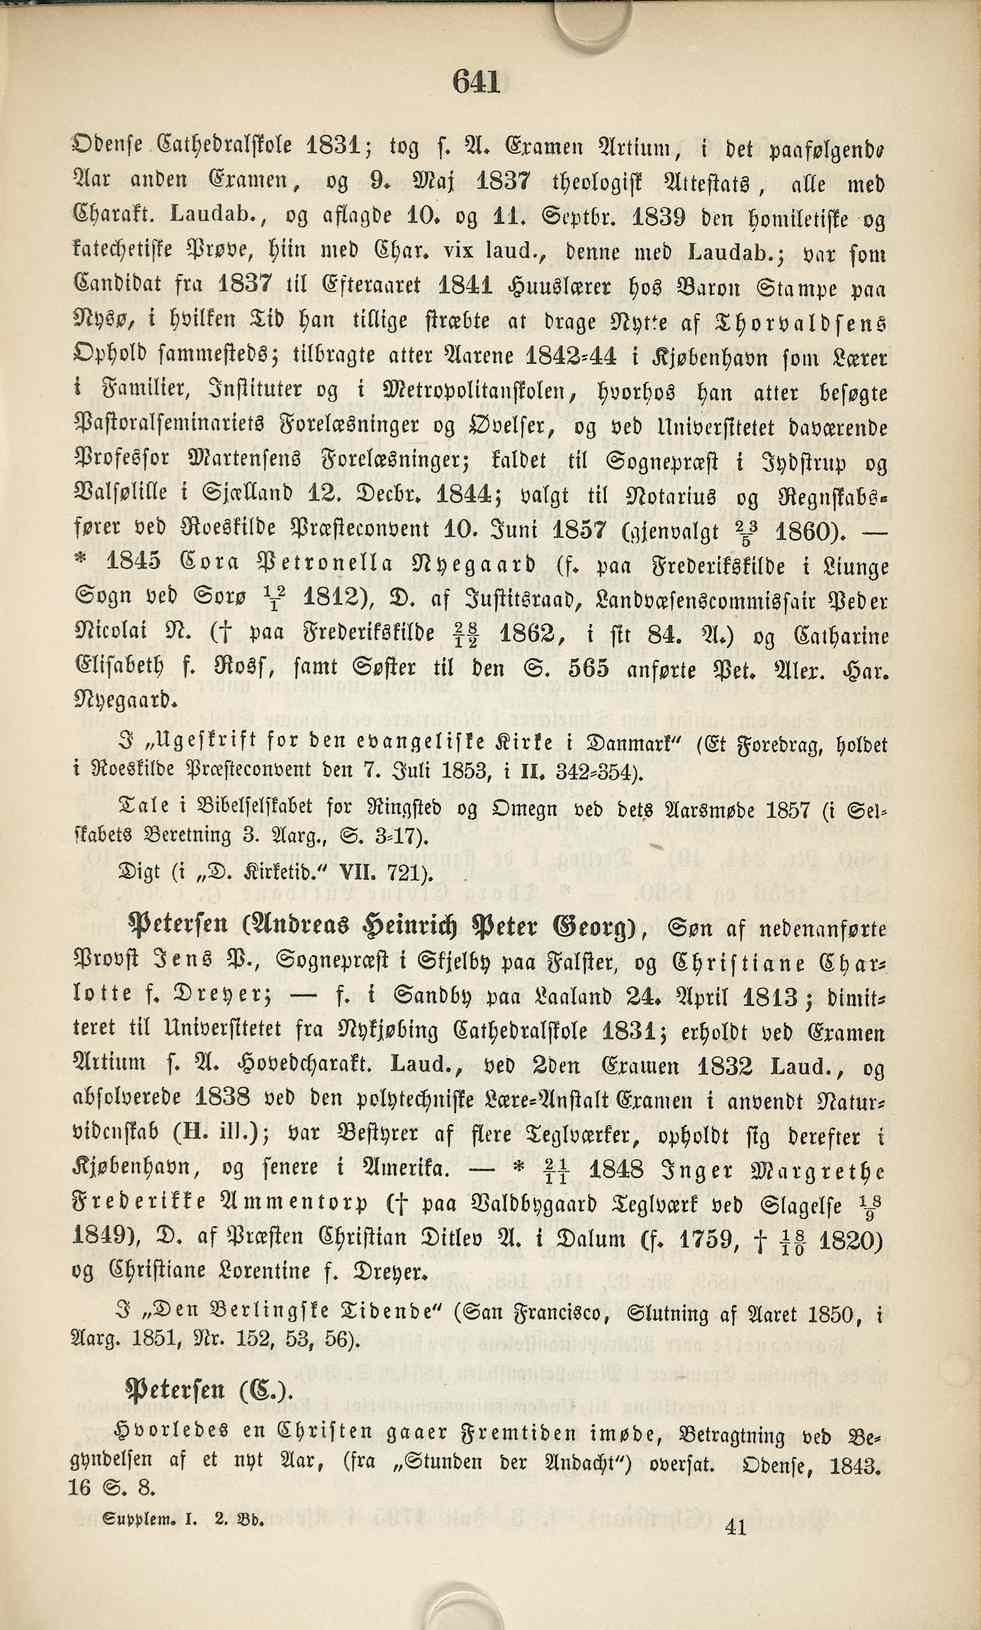 641
Odense Cathedralskole 1831; tog s. A. Examen Artium, i det paafølgende
Aar anden Examen, og 9. Maj 1837 theologisk Attestats, alle med
Charakt. Laudab., og aflagde 10. og 11. Septbr. 1839 den homiletiske og
katechetiske Prøve, hiin med Char. vix laud., denne med Laudab.; var som
Candidat fra 1837 til Efteraaret 1841 Huuslærer hos Baron Stampe paa
Nysø, i hvilken Tid han tillige stræbte at drage Nytte af Thorvaldsens
Ophold sammesteds; tilbragte atter Aarene 1842-44 i Kjøbenhavn som Lærer
i Familier, Instituter og i Metropolitanskolen, hvorhos han atter besøgte
Pastoralseminariets Forelæsninger og Øvelser, og ved Universitetet daværende
Professor Martensens Forelæsninger; kaldet til Sognepræst i Jydstrup og
Valsølille i Sjælland 12. Decbr. 1844; valgt til Notarius og Regnskabs-
fører ved Roeskilde Præsteconvent 10. Juni 1857 (gjenvalgt 23/5 1860). —
* 1845 Cora Petronella Nyegaard (f. paa Frederikskilde i Liunge
Sogn ved Sorø 12/1 1812), D. af Justitsraad, Landvæsenscommissair Peder
Nicolai N. († paa Frederikskilde 28/12 1862, i sit 84. A.) og Catharine
Elisabeth f. Ross, samt Søster til den S. 565 anførte Pet. Alex. Har.
Nyegaard.
I „Ugeskrift for den evangeliske Kirke i Danmark" (Et Foredrag, holdet
i Roeskilde Præsteconvent den 7. Juli 1853, i II. 342-354).
Tale i Bibelselskabet for Ringsted og Omegn ved dets Aarsmøde 1857 (i Sel-
skabets Beretning 3. Aarg., S. 3-17).
Digt (i „D. Kirketid." VII. 721).
Petersen (Andreas Heinrich Peter Georg), Søn af nedenanførte
Provst Jens P., Sognepræst i Skjelby paa Falster, og Christiane Char-
lotte f. Dreyer; — f. i Sandby paa Laaland 24. April 1813; dimit-
teret til Universitetet fra Nykjøbing Cathedralskole 1831; erholdt ved Examen
Artium s. A. Hovedcharakt. Laud., ved 2den Examen 1832 Laud., og
absolverede 1838 ved den polytechniske Lære-Anstalt Examen i anvendt Natur-
videnskab (H. ill.); var Bestyrer af flere Teglværker, opholdt sig derefter i
Kjøbenhavn, og senere i Amerika. — * 21/11 1848 Inger Margrethe
Frederikke Ammentorp († paa Valdbygaard Teglværk ved Slagelse 18/9
1849), D. af Præsten Christian Ditlev A. i Dalum (f. 1759, † 18/10 1820)
og Christiane Lorentine f. Dreyer.
I „Den Berlingske Tidende" (San Francisco, Slutning af Aaret 1850, i
Aarg. 1851, Nr. 152, 53, 56).
Petersen (C.).
Hvorledes en Christen gaaer Fremtiden imøde, Betragtning ved Be-
gyndelsen af et nyt Aar, (fra „Stunden der Andacht") oversat. Odense, 1843.
16 S. 8.
Supplem. I. 2. Bd.
41